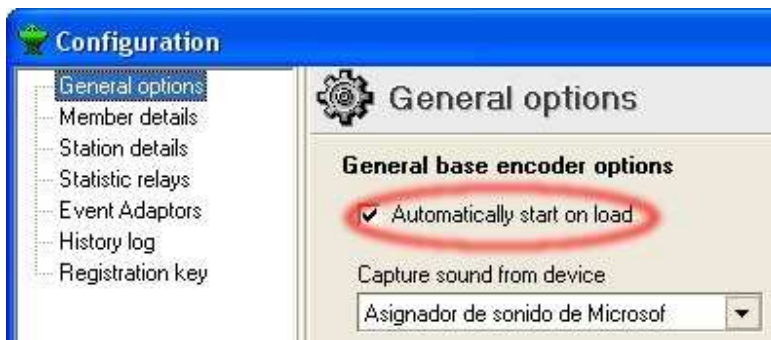 Configuration
General options
Member details
Station details
Statistic relays
Event Adaptors
History log
Registration key
General options
General base encoder options
Automatically start on load
Capture sound from device
Asignador de sonido de Microsof